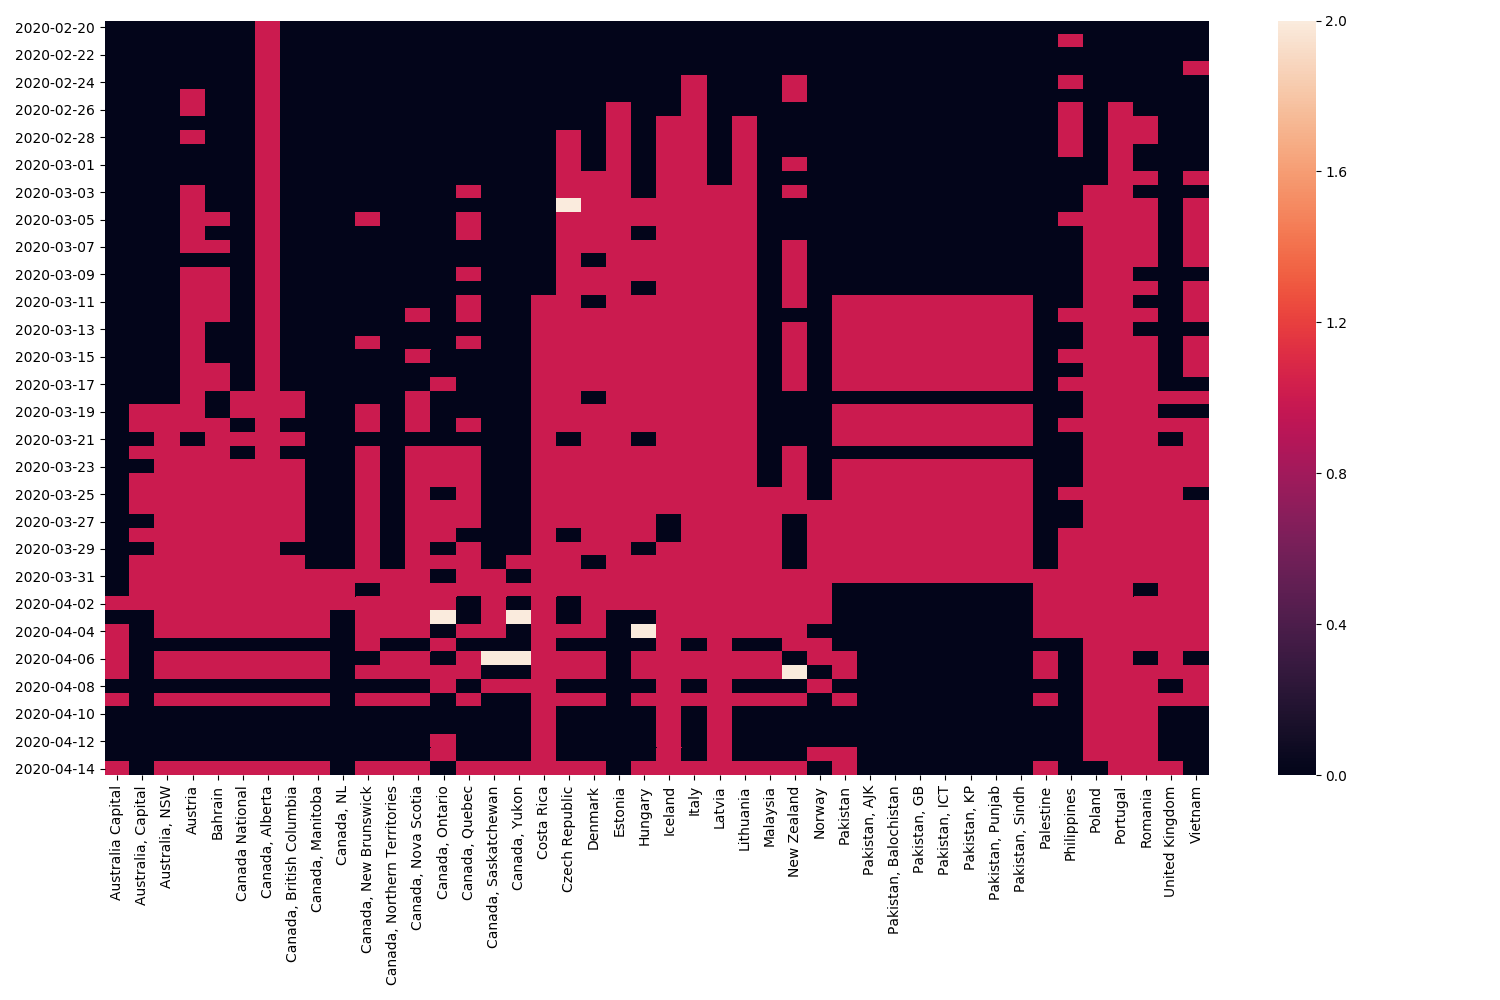 2020-02-20
2020-02-22
2020-02-24
2020-02-26
2020-02-28
2020-03-01
2020-03-03
2020-03-05
2020-03-07
2020-03-09
2020-03-11
2020-03-13
2020-03-15
2020-03-17
2020-03-19
2020-03-21
2020-03-23
2020-03-25
2020-03-27
2020-03-29
2020-03-31
2020-04-02
2020-04-04
2020-04-06
2020-04-08
2020-04-10
2020-04-12
2020-04-14
Australia Capital
Australia, Capital
Australia, NSW
Austria
Bahrain
Canada National
Canada, Alberta
Canada, British Columbia
Canada, Manitoba
Canada, NL
Canada, New Brunswick
Canada, Northern Territories
Canada, Nova Scotia
Canada, Ontario
Canada, Quebec
Canada, Saskatchewan
Canada, Yukon
Costa Rica
Czech Republic
Denmark
Estonia
Hungary
Iceland
Italy
Latvia
Lithuania
Malaysia
New Zealand
Norway
Pakistan
Pakistan, AJK
Pakistan, Balochistan
Pakistan, GB
Pakistan, ICT
Pakistan, KP
Pakistan, Punjab
Pakistan, Sindh
Palestine
Philippines
Poland
Portugal
Romania
United Kingdom
Vietnam
2.0
1.6
1.2
0.8
0.4
0.0